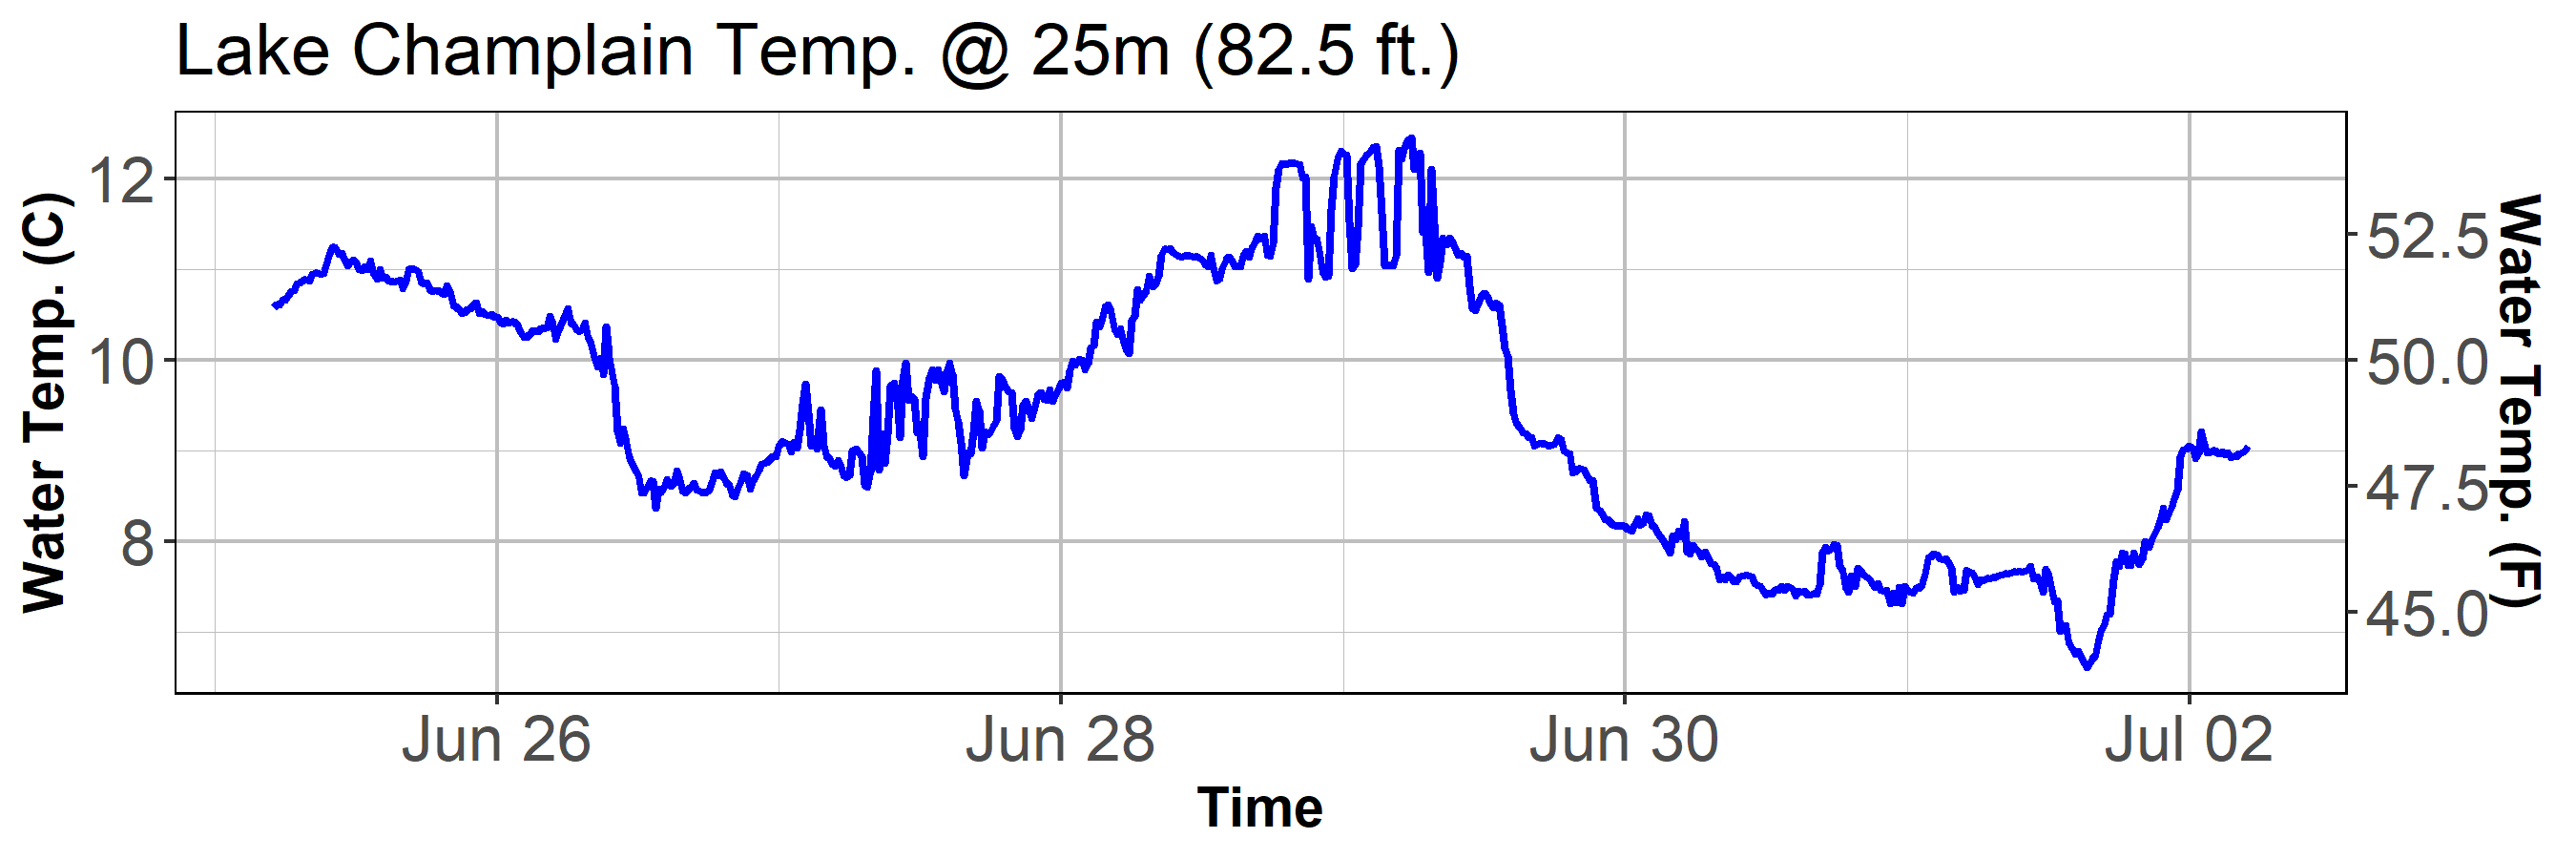 Lake Champlain Temp. @ 25m (82.5 ft.)
Water Temp. (C)
12
10
8
52.5
50.0
47.5
45.0
Water Temp. (F)
Jun 26
Jun 28
Jun 30
Jul 02
Time